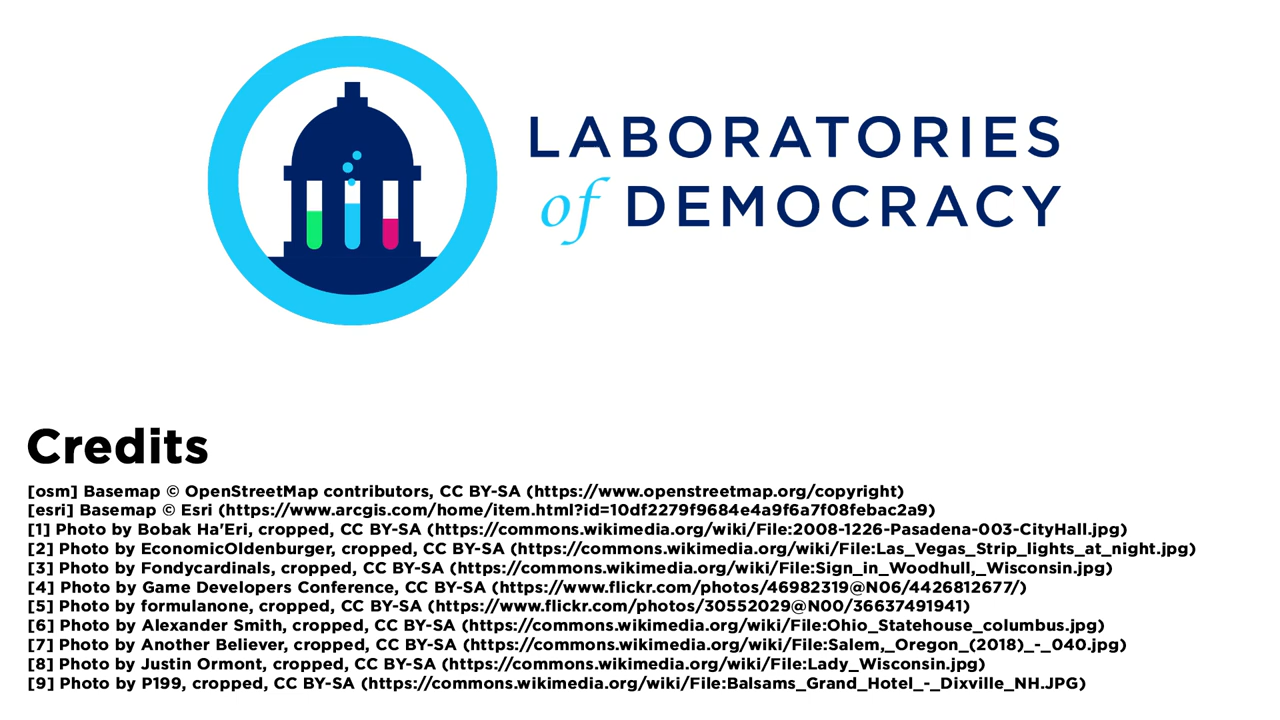 LABORATORIES
of DEMOCRACY
Credits
[osm] Basemap © OpenStreetMap contributors, CC BY-SA (https://www.openstreetmap.org/copyright)
[esri] Basemap © Esri (https://www.arcgis.com/home/item.html?id=10df2279f9684e4a9f6a7f08febac2a9)
[1] Photo by Bobak Ha'Eri, cropped, CC BY-SA (https://commons.wikimedia.org/wiki/File:2008-1226-Pasadena-003-CityHall.jpg)
[2] Photo by EconomicOldenburger, cropped, CC BY-SA (https://commons.wikimedia.org/wiki/File:Las_Vegas_Strip_lights_at_night.jpg)
[3] Photo by Fondycardinals, cropped, CC BY-SA (https://commons.wikimedia.org/wiki/File:Sign_in_Woodhull,_Wisconsin.jpg)
[4] Photo by Game Developers Conference, CC BY-SA (https://www.flickr.com/photos/46982319@N06/4426812677/)
[5] Photo by formulanone, cropped, CC BY-SA (https://www.flickr.com/photos/30552029@N00/36637491941)
[6] Photo by Alexander Smith, cropped, CC BY-SA (https://commons.wikimedia.org/wiki/File:Ohio_Statehouse_columbus.jpg)
[7] Photo by Another Believer, cropped, CC BY-SA (https://commons.wikimedia.org/wiki/File:Salem,_Oregon_(2018)_-_040.jpg)
[8] Photo by Justin Ormont, cropped, CC BY-SA (https://commons.wikimedia.org/wiki/File:Lady_Wisconsin.jpg)
[9] Photo by P199, cropped, CC BY-SA (https://commons.wikimedia.org/wiki/File:Balsams_Grand_Hotel_-_Dixville_NH.JPG)